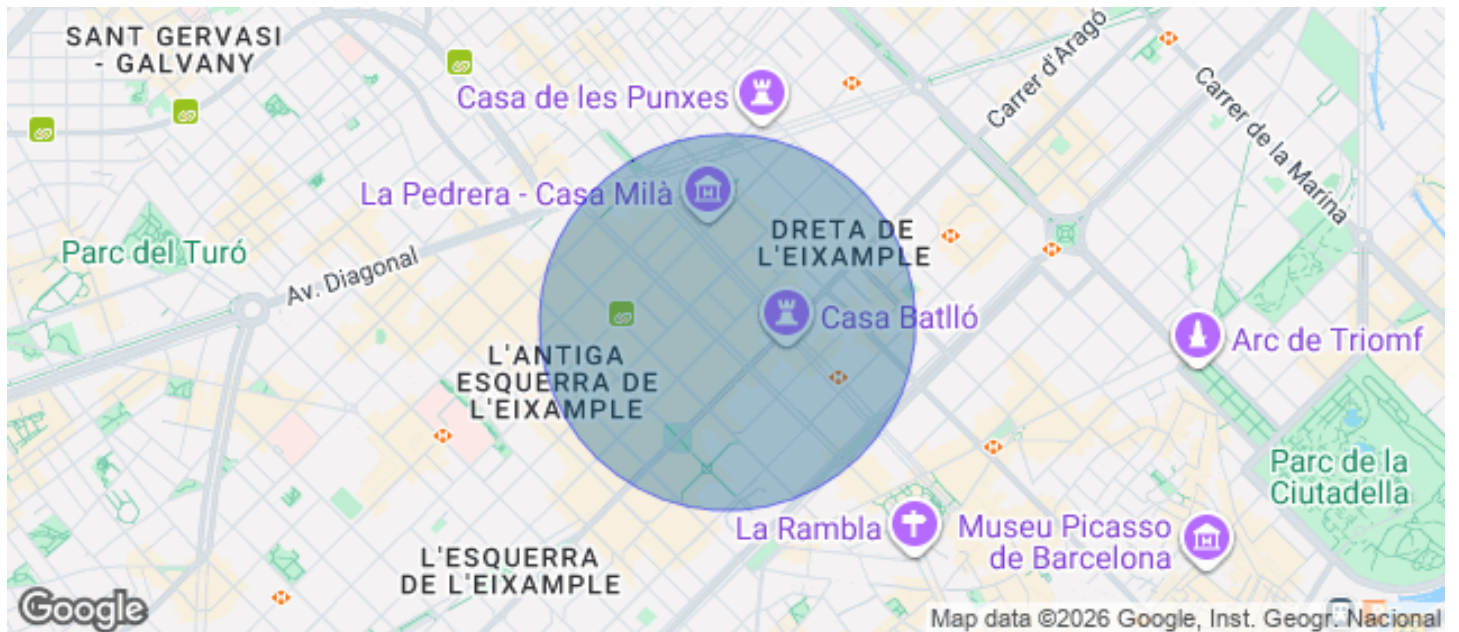 SANT GERVASI
- GALVANY
Casa de les Punxes
Carrer d'Aragó
Carrer de la Marina
La Pedrera - Casa Milà
DRETA DE
L'EIXAMPLE
Parc del Turó
Av. Diagonal
Casa Batlló
Arc de Triomf
L'ANTIGA
ESQUERRA DE
L'EIXAMPLE
Parc de la
Ciutadella
La Rambla
Museu Picasso
de Barcelona
L'ESQUERRA
DE L'EIXAMPLE
Google
Map data ©2026 Google, Inst. Geogr. Nacional